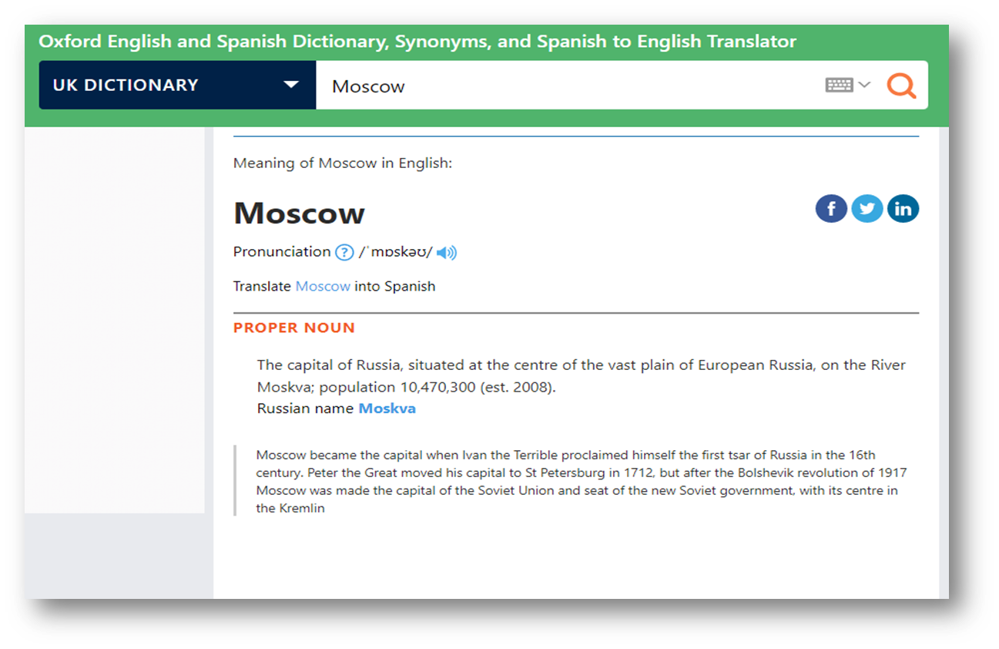 Oxford English and Spanish Dictionary, Synonyms, and Spanish to English Translator
UK DICTIONARY
Moscow
Meaning of Moscow in English:
Moscow
Pronunciation ? /ˈmɒskəʊ/
Translate Moscow into Spanish
PROPER NOUN
The capital of Russia, situated at the centre of the vast plain of European Russia, on the River
Moskva; population 10,470,300 (est. 2008).
Russian name Moskva
Moscow became the capital when Ivan the Terrible proclaimed himself the first tsar of Russia in the 16th
century. Peter the Great moved his capital to St Petersburg in 1712, but after the Bolshevik revolution of 1917
Moscow was made the capital of the Soviet Union and seat of the new Soviet government, with its centre in
the Kremlin